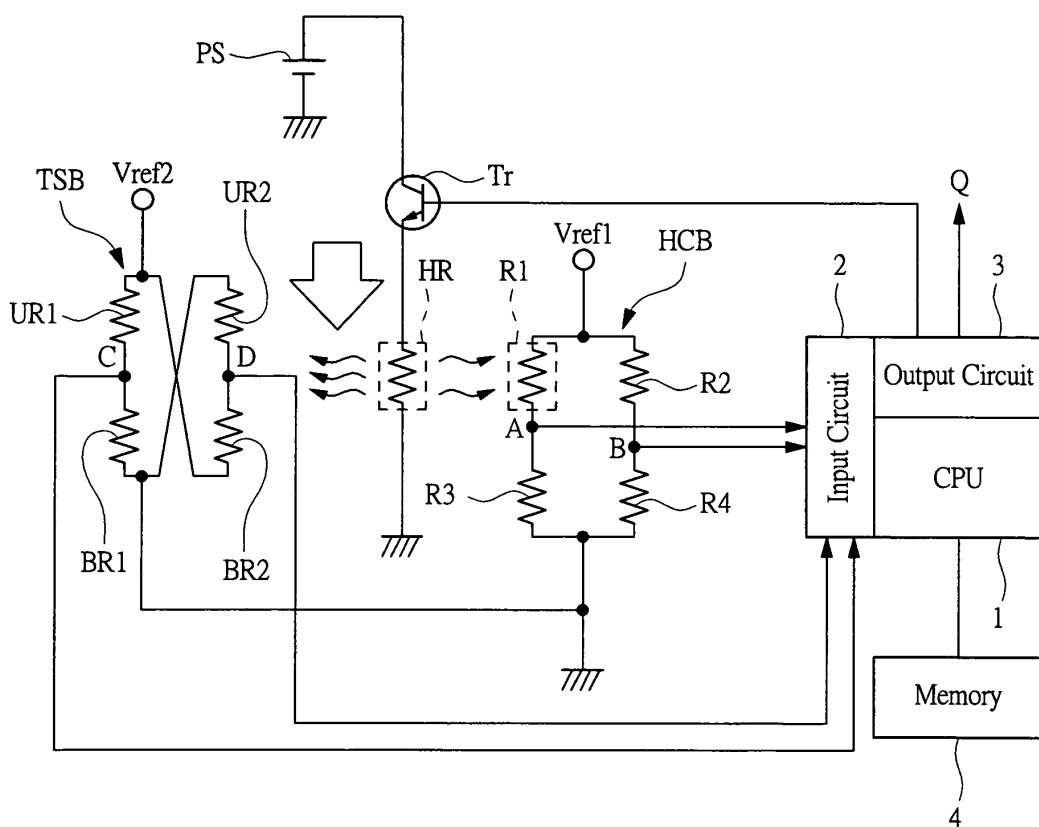 PS
Tr
TSB
Vref2
UR2
Q
Vref1
HCB
HR
R1
2
3
UR1
C
D
R2
Input Circuit
Output Circuit
A
B
CPU
R3
R4
BR1
BR2
1
Memory
4